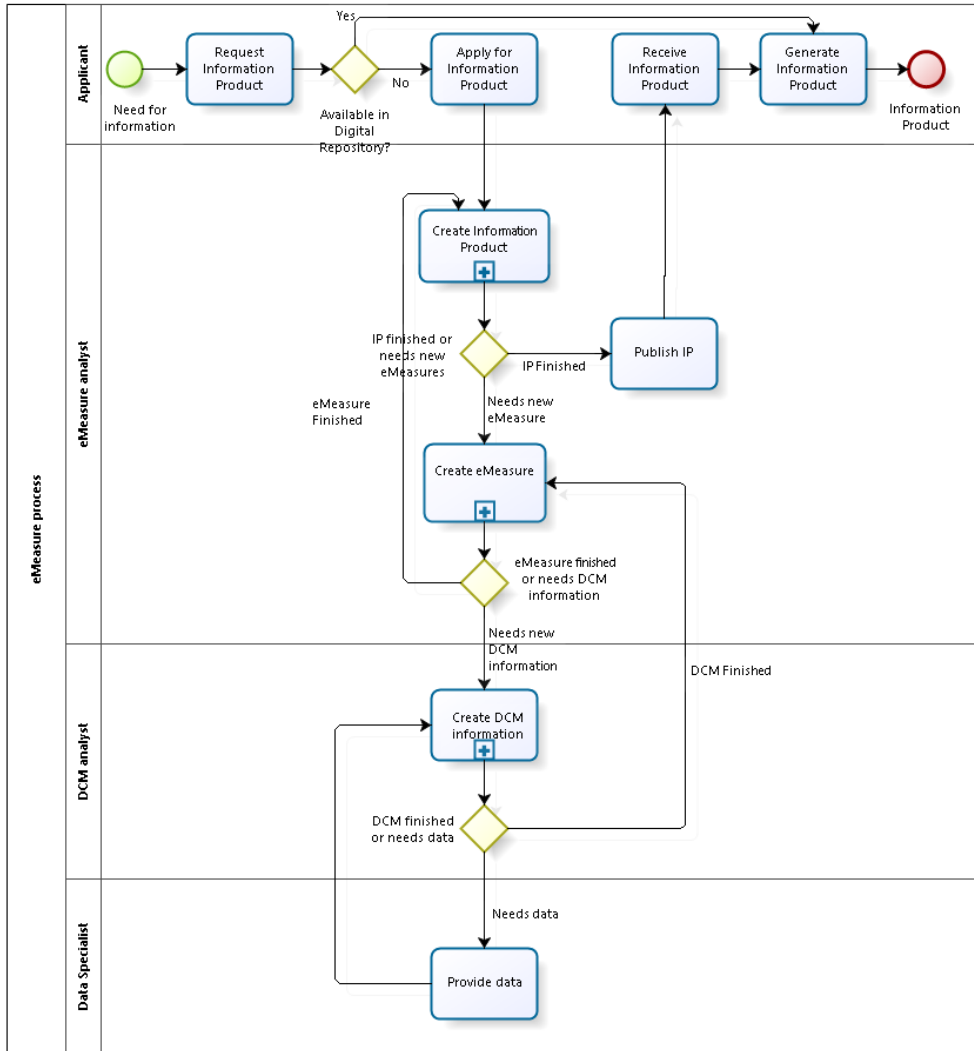 eMeasure process
Applicant
Need for
information
Request
Information
Product
Yes
No
Available in
Digital
Repository?
Apply for
Information
Product
Receive
Information
Product
Generate
Information
Product
Information
Product
eMeasure analyst
Create Information
Product
IP finished or
needs new
eMeasures
IP Finished
Publish IP
eMeasure
Finished
Needs new
eMeasure
Create eMeasure
eMeasure finished
or needs DCM
information
Needs new
DCM
information
DCM analyst
DCM Finished
Create DCM
information
DCM finished
or needs data
Data Specialist
Needs data
Provide data